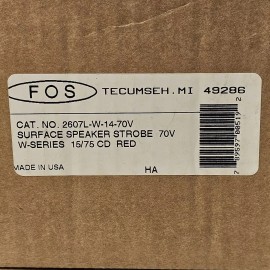 FOS TECUMSEH, MI 49286
CAT. NO. 2607L-W-14-70V
SURFACE SPEAKER STROBE 70V
W-SERIES 15/75 CD RED
MADE IN USA HA